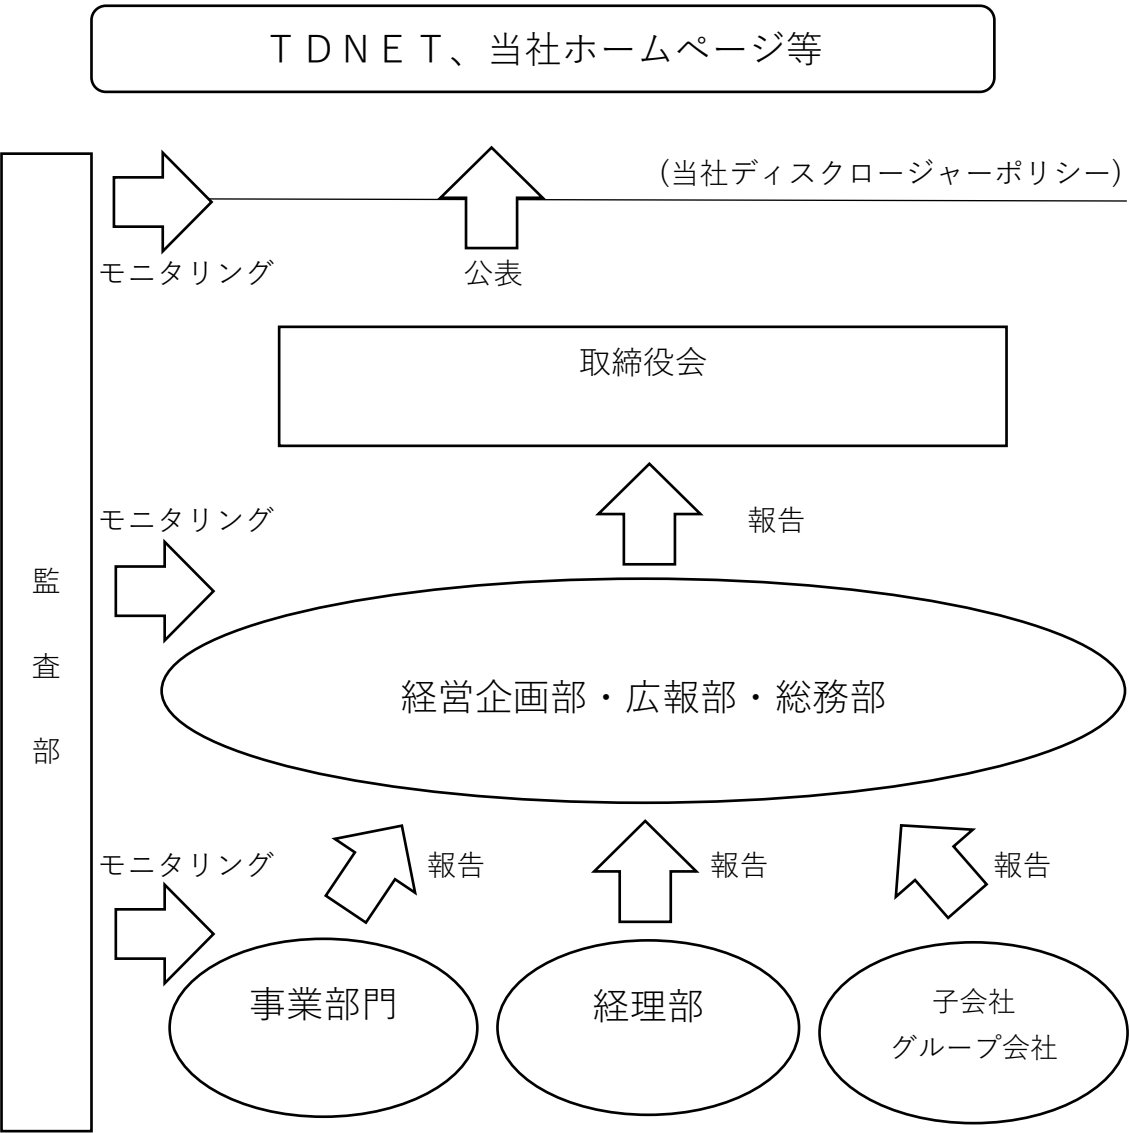 ＴＤＮＥＴ、当社ホームページ等
(当社ディスクロージャーポリシー)
モニタリング
公表
取締役会
モニタリング
報告
監
査
部
経営企画部・広報部・総務部
モニタリング
報告
報告
報告
事業部門
経理部
子会社
グループ会社